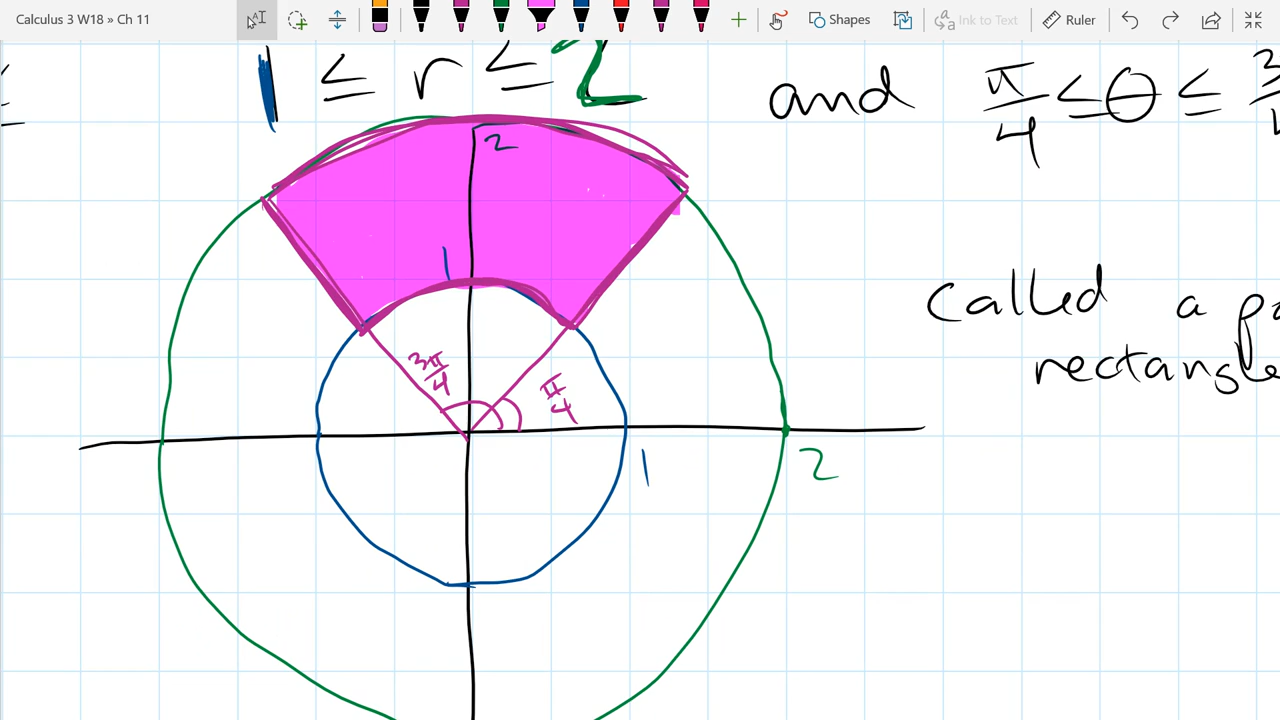 Calculus 3 W18 » Ch 11
Shapes
Ink to Text
Ruler
≤
1 ≤ r ≤ 2 and π/4 ≤ θ ≤ 3
2
1
called a
rectangle
3π/4
π/4
1
2